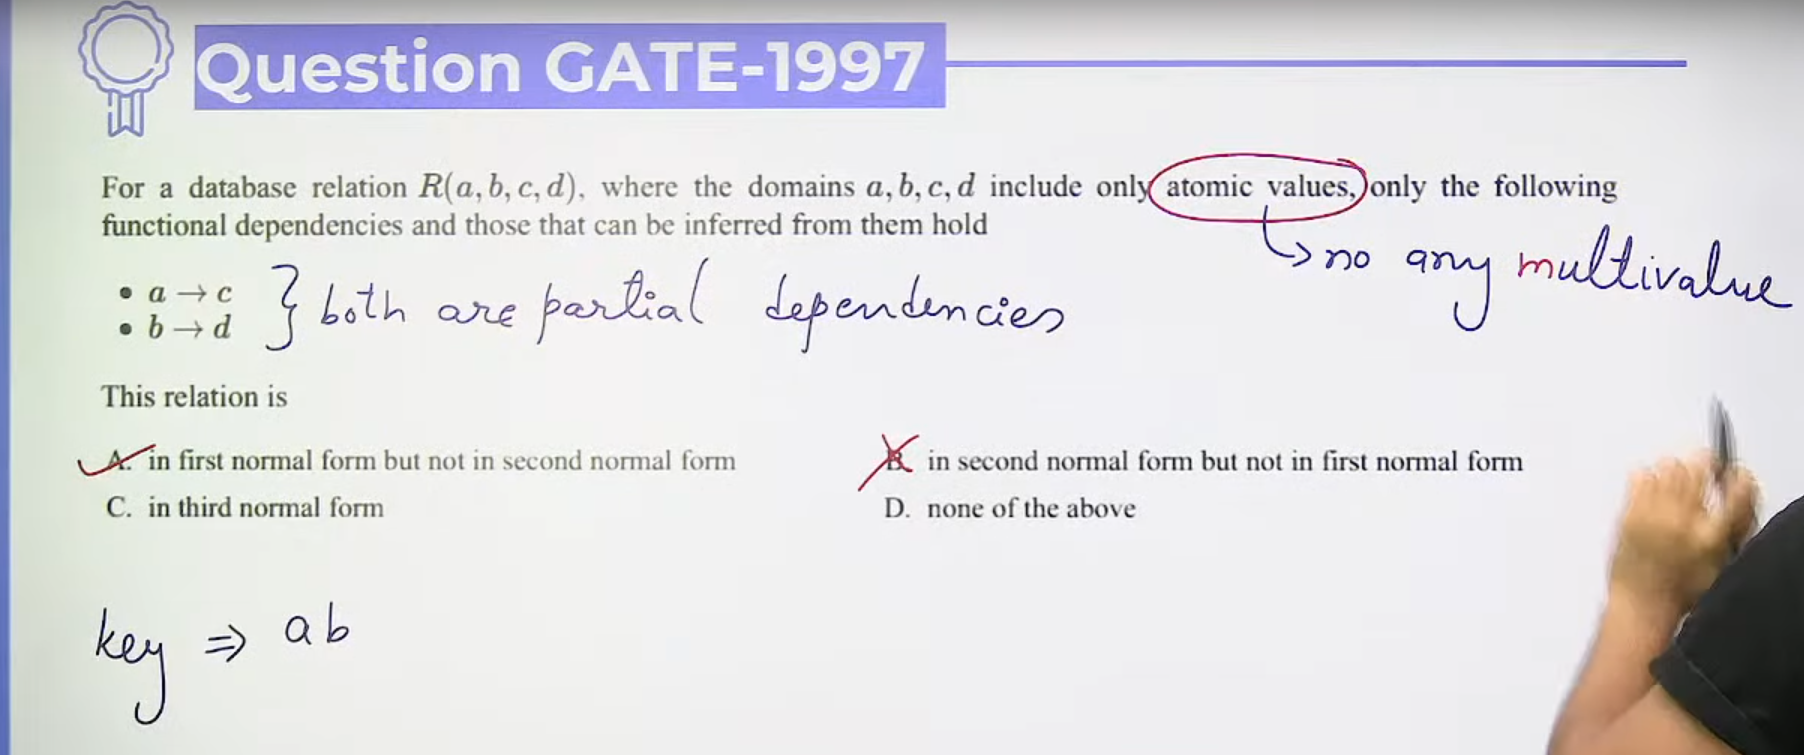 Question GATE-1997
For a database relation R(a, b, c, d), where the domains a, b, c, d include only atomic values, only the following
functional dependencies and those that can be inferred from them hold
↳ no any multivalue
• a → c } both are partial dependencies
• b → d
This relation is
A. in first normal form but not in second normal form
B. in second normal form but not in first normal form
C. in third normal form
D. none of the above
key ⇒ ab